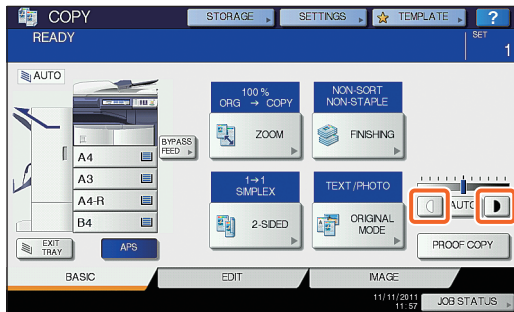 COPY
STORAGE
SETTINGS
TEMPLATE
?
READY
SET
1
AUTO
100 %
ORG → COPY
NON-SORT
NON-STAPLE
ZOOM
FINISHING
BYPASS
FEED
A4
A3
A4-R
B4
1→1
SIMPLEX
TEXT/PHOTO
2-SIDED
ORIGINAL
MODE
AUTO
EXIT
TRAY
APS
PROOF COPY
BASIC
EDIT
IMAGE
11/11/2011
11:57
JOB STATUS